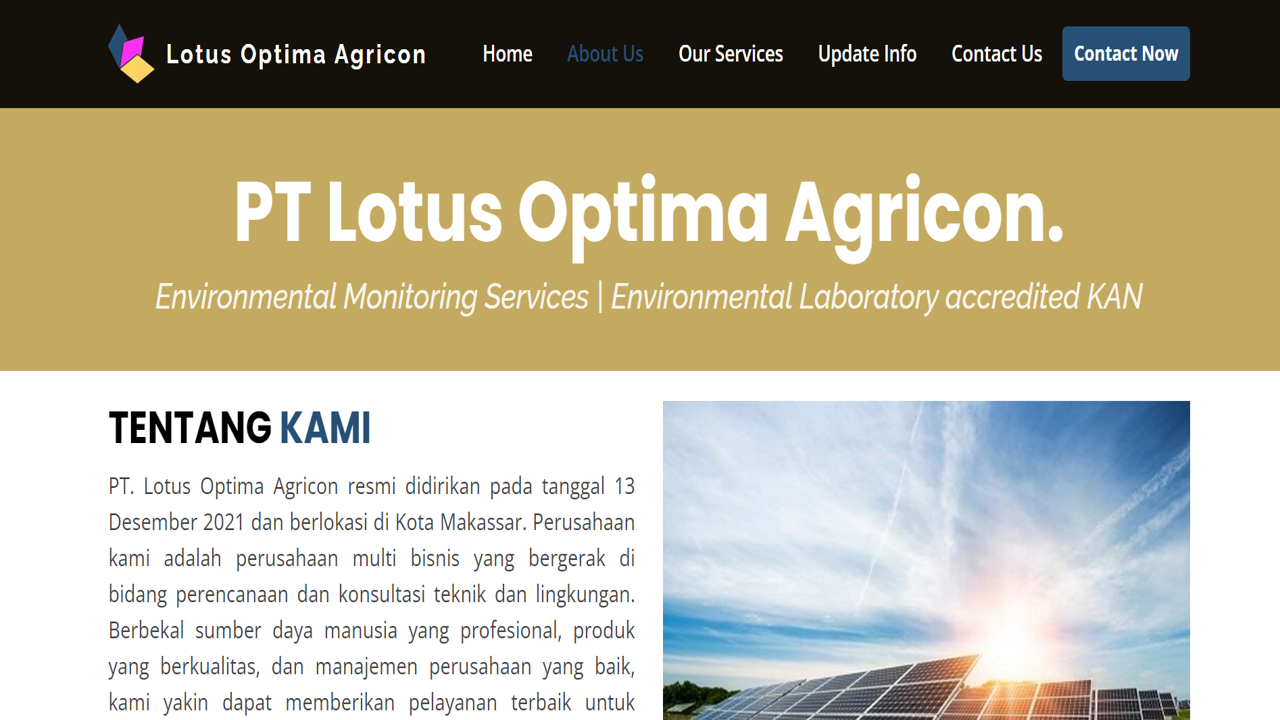 Lotus Optima Agricon
Home
About Us
Our Services
Update Info
Contact Us
Contact Now
PT Lotus Optima Agricon.
Environmental Monitoring Services | Environmental Laboratory accredited KAN
TENTANG KAMI
PT. Lotus Optima Agricon resmi didirikan pada tanggal 13
Desember 2021 dan berlokasi di Kota Makassar. Perusahaan
kami adalah perusahaan multi bisnis yang bergerak di
bidang perencanaan dan konsultasi teknik dan lingkungan.
Berbekal sumber daya manusia yang profesional, produk
yang berkualitas, dan manajemen perusahaan yang baik,
kami yakin dapat memberikan pelayanan terbaik untuk